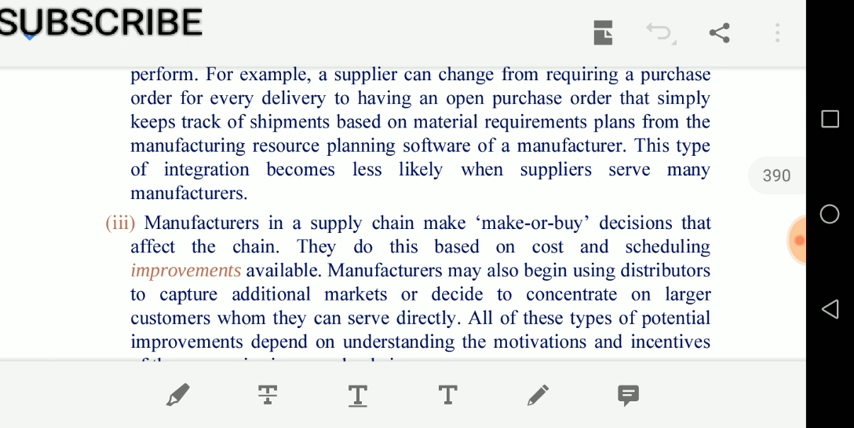 SUBSCRIBE
perform. For example, a supplier can change from requiring a purchase
order for every delivery to having an open purchase order that simply
keeps track of shipments based on material requirements plans from the
manufacturing resource planning software of a manufacturer. This type
of integration becomes less likely when suppliers serve many
manufacturers.
390
(iii) Manufacturers in a supply chain make ‘make-or-buy’ decisions that
affect the chain. They do this based on cost and scheduling
improvements available. Manufacturers may also begin using distributors
to capture additional markets or decide to concentrate on larger
customers whom they can serve directly. All of these types of potential
improvements depend on understanding the motivations and incentives
T T T